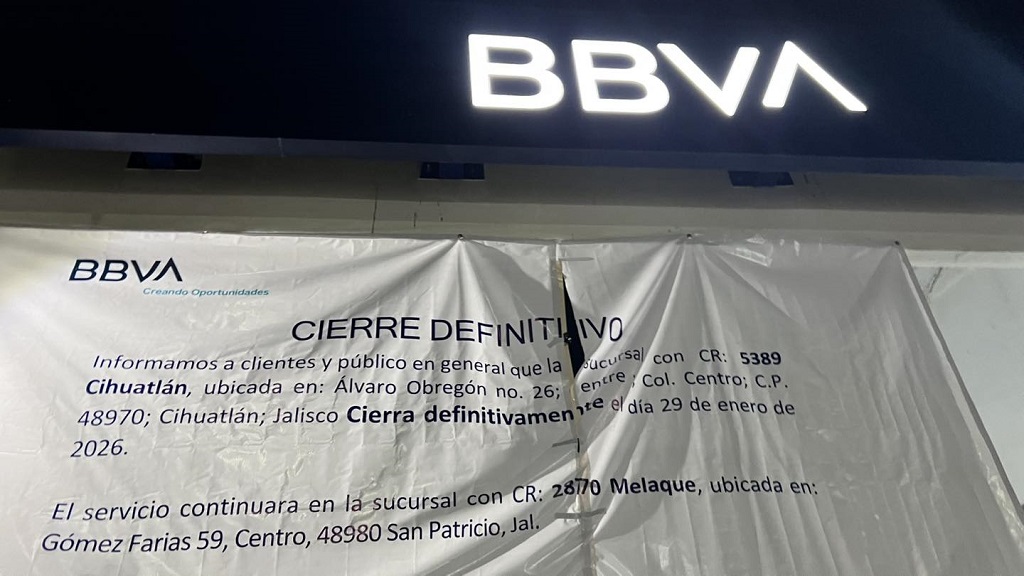 BBVA
BBVA
Creando Oportunidades
CIERRE DEFINITIVO
Informamos a clientes y público en general que la sucursal con CR: 5389
Cihuatlán, ubicada en: Álvaro Obregón no. 26; entre ; Col. Centro; C.P.
48970; Cihuatlán; Jalisco Cierra definitivamente el día 29 de enero de
2026.
El servicio continuara en la sucursal con CR: 2870 Melaque, ubicada en:
Gómez Farias 59, Centro, 48980 San Patricio, Jal.